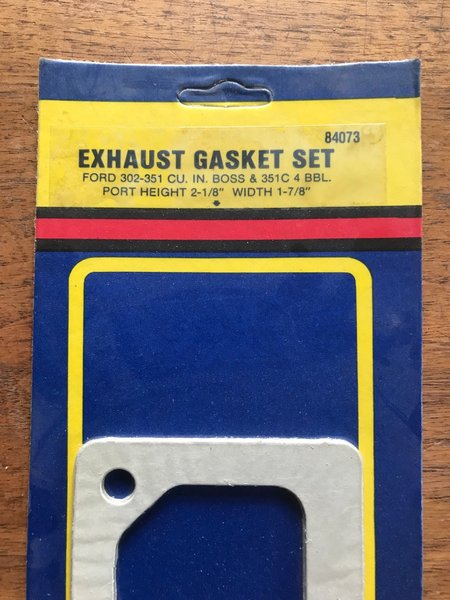 84073
EXHAUST GASKET SET
FORD 302-351 CU. IN. BOSS & 351C 4 BBL.
PORT HEIGHT 2-1/8" WIDTH 1-7/8"